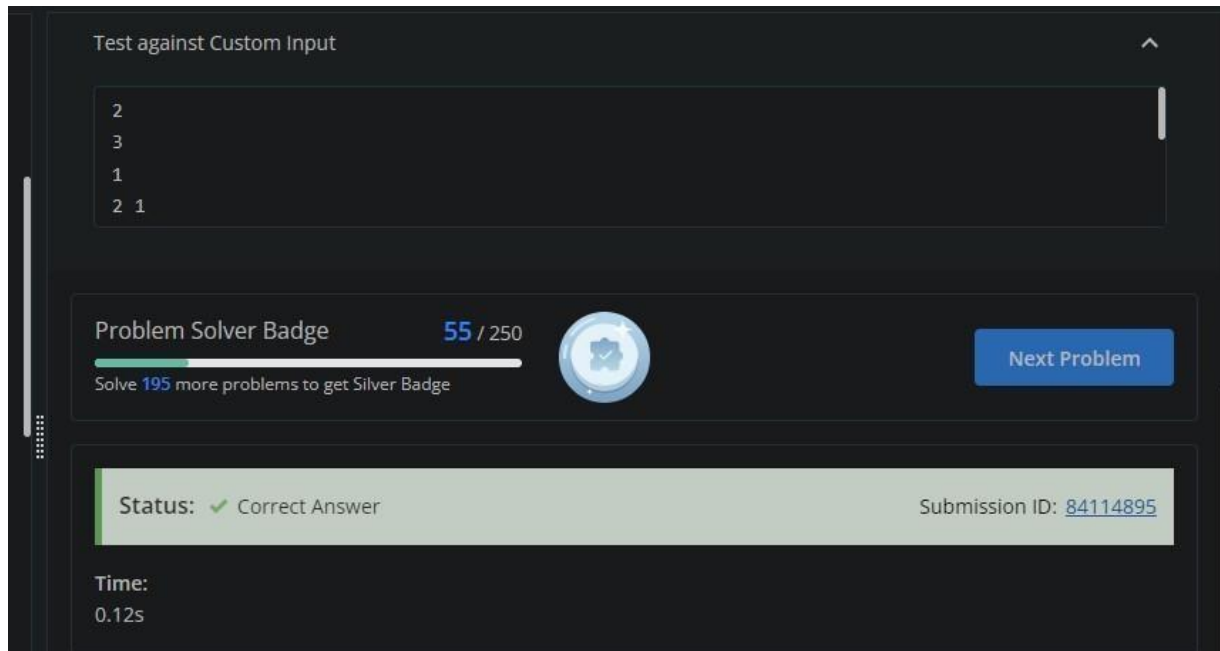 Test against Custom Input
2
3
1
2 1
Problem Solver Badge 55 / 250
Solve 195 more problems to get Silver Badge
Next Problem
Status: Correct Answer Submission ID: 84114895
Time:
0.12s